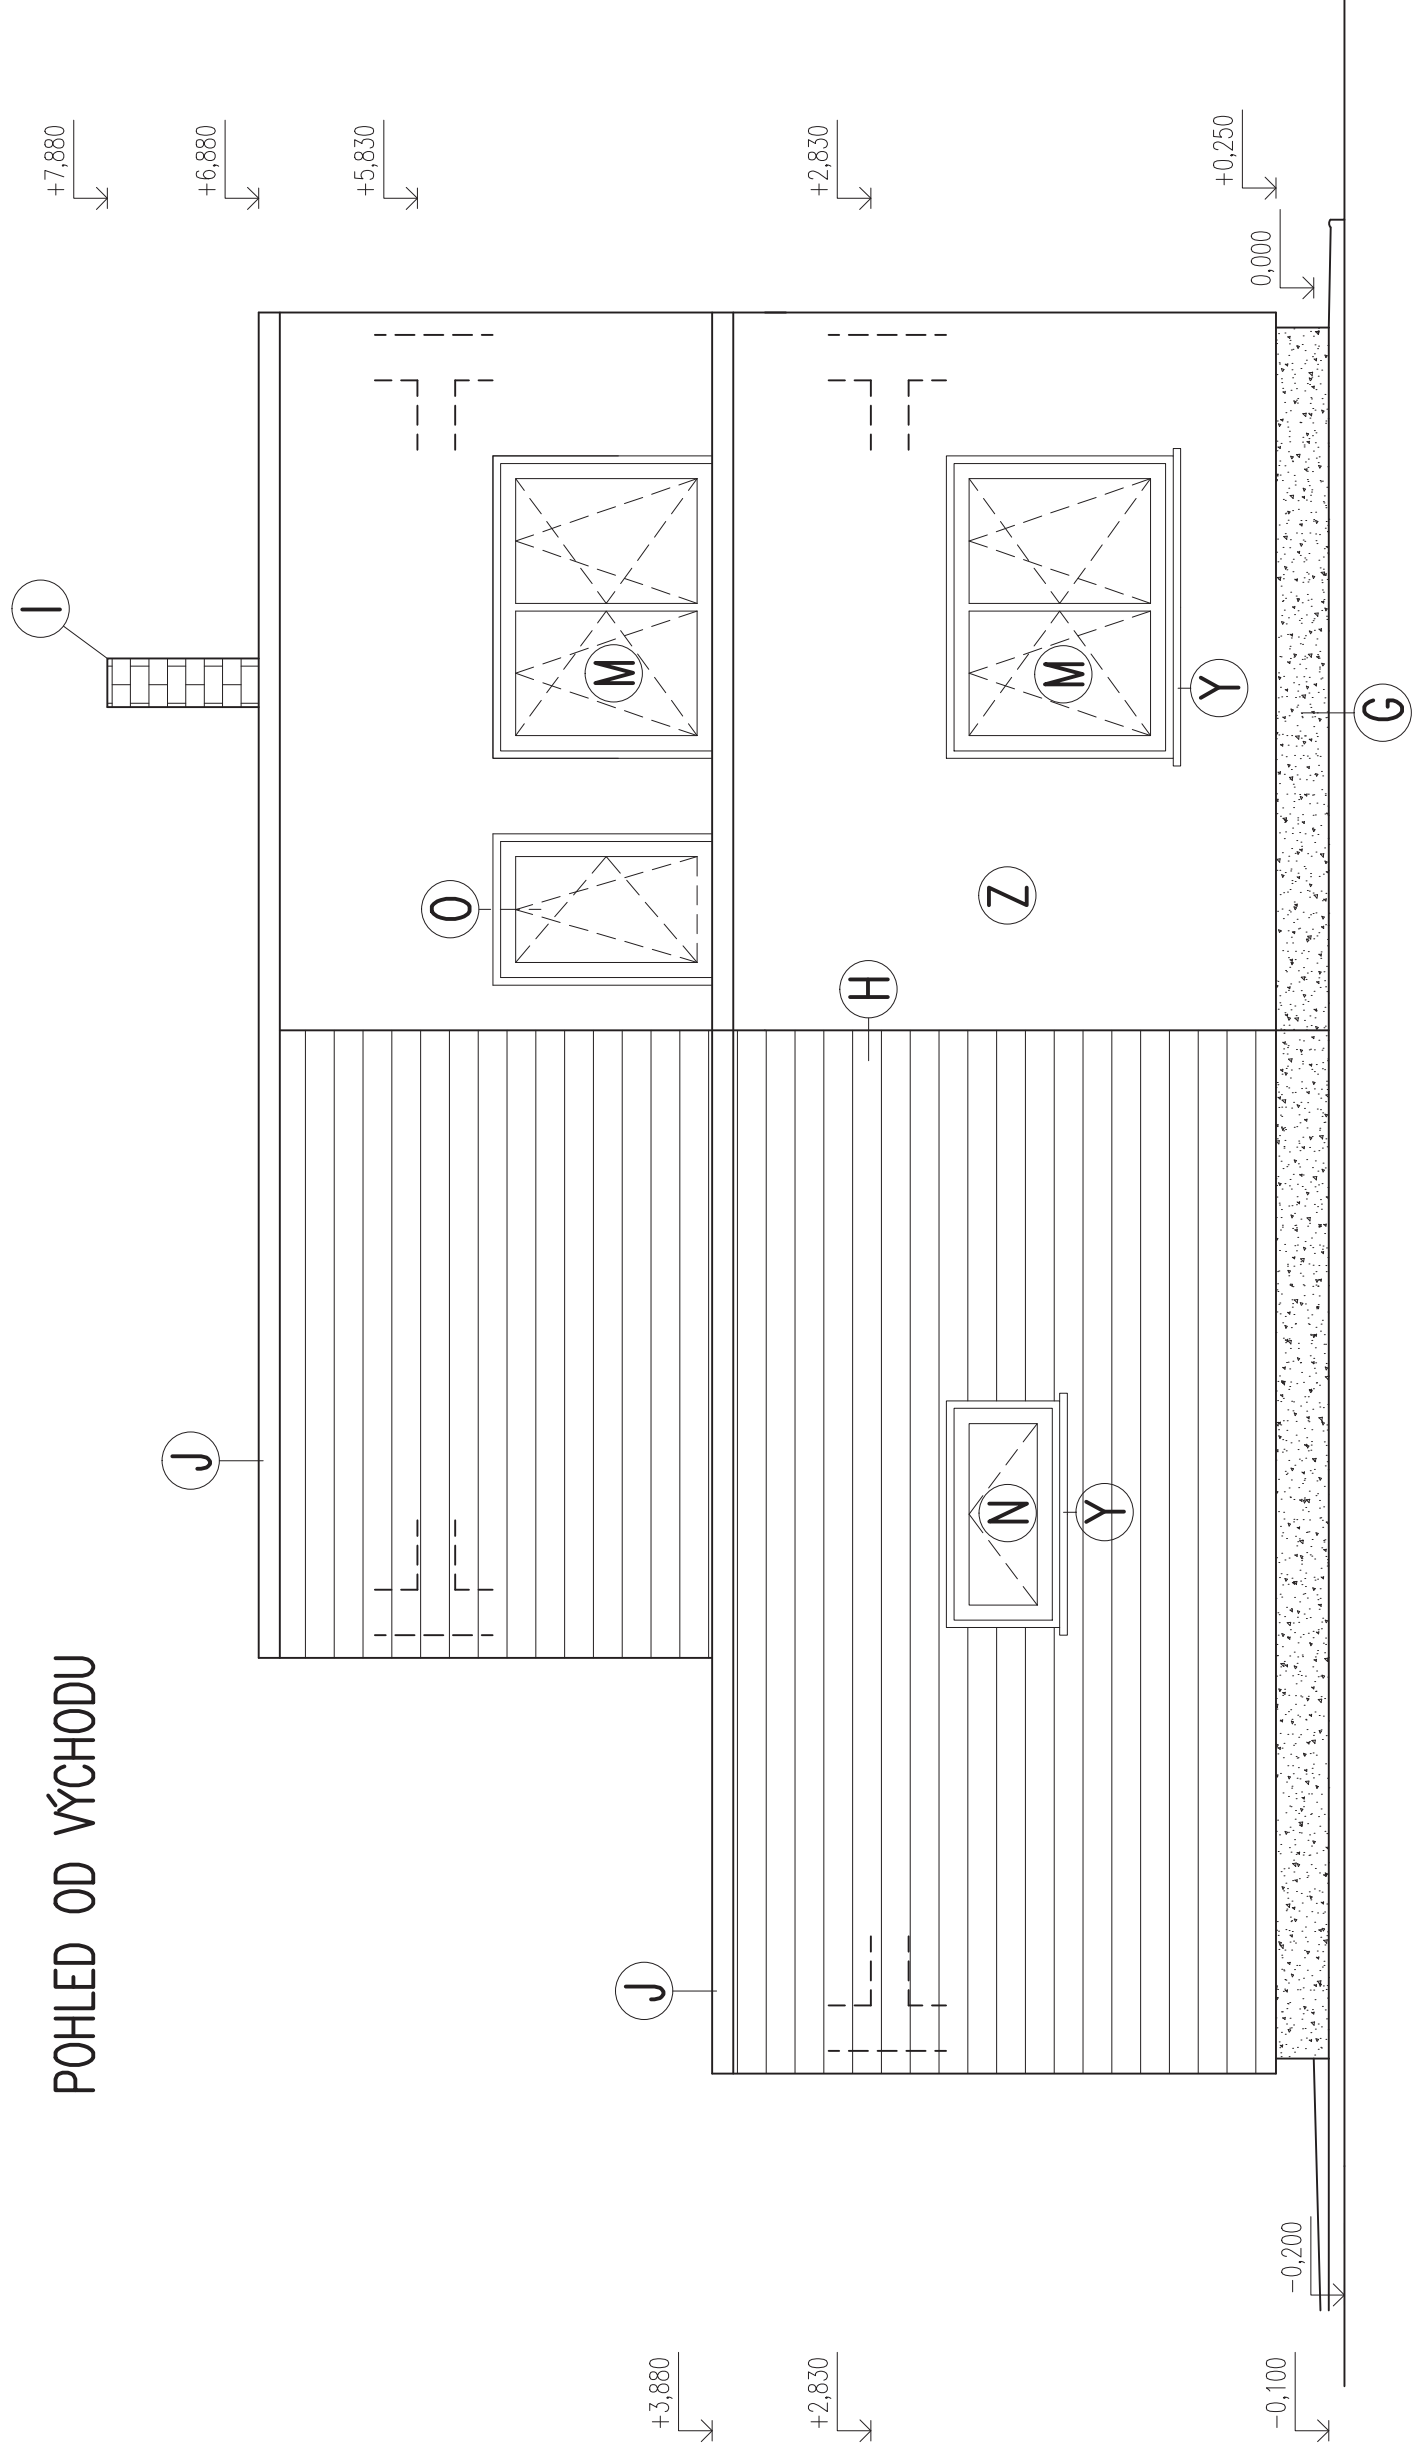 POHLED OD VÝCHODU
I
J
J
O
M
H
Z
M
N
Y
Y
G
+7,880
+6,880
+5,830
+2,830
+0,250
0,000
+3,880
+2,830
-0,100
-0,200